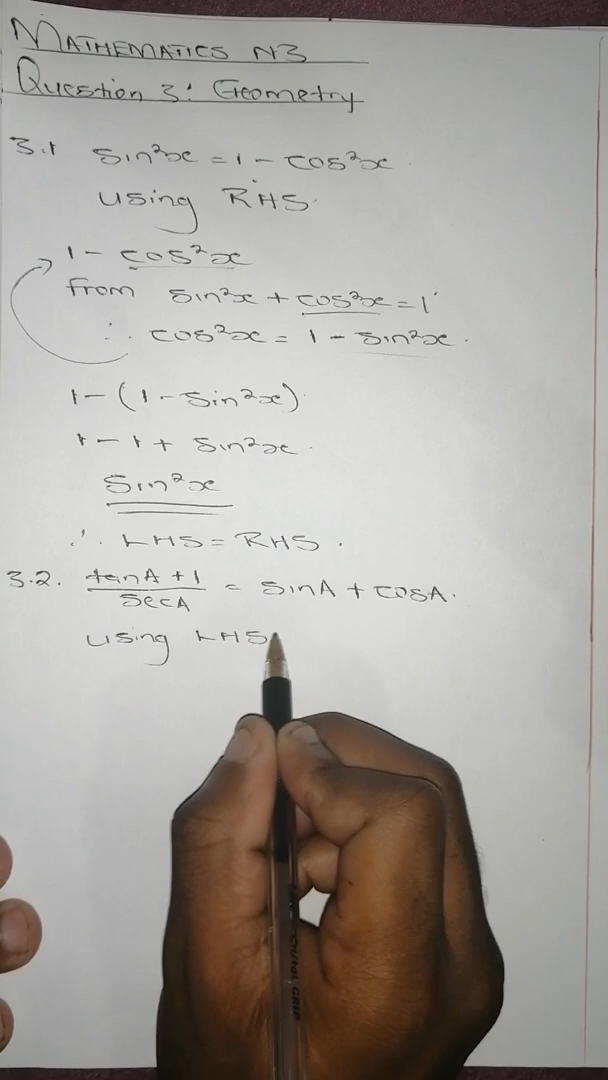 MATHEMATICS N3
Question 3: Geometry
3.1 sin²x = 1 - cos²x
using RHS
1 - cos²x
from sin²x + cos²x = 1
∴ cos²x = 1 - sin²x.
1 - (1 - sin²x)
1 - 1 + sin²x
sin²x
∴ LHS = RHS.
3.2. tanA + 1 / secA = sinA + cosA.
using LHS